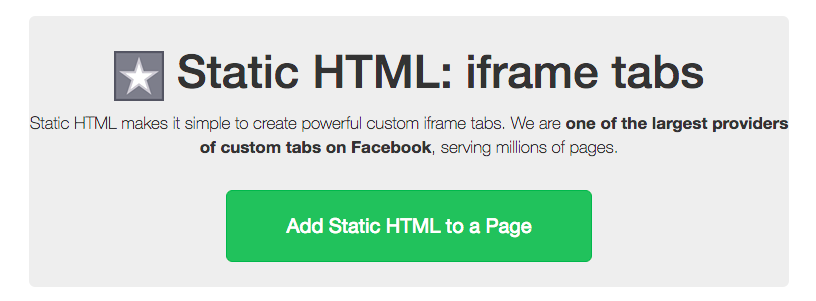 Static HTML: iframe tabs
Static HTML makes it simple to create powerful custom iframe tabs. We are one of the largest providers
of custom tabs on Facebook, serving millions of pages.
Add Static HTML to a Page